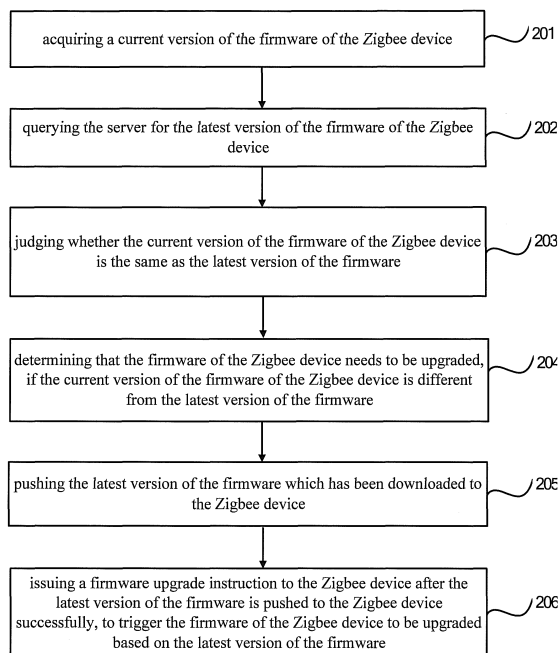 acquiring a current version of the firmware of the Zigbee device
201
querying the server for the latest version of the firmware of the Zigbee
device
202
judging whether the current version of the firmware of the Zigbee device
is the same as the latest version of the firmware
203
determining that the firmware of the Zigbee device needs to be upgraded,
if the current version of the firmware of the Zigbee device is different
from the latest version of the firmware
204
pushing the latest version of the firmware which has been downloaded to
the Zigbee device
205
issuing a firmware upgrade instruction to the Zigbee device after the
latest version of the firmware is pushed to the Zigbee device
successfully, to trigger the firmware of the Zigbee device to be upgraded
based on the latest version of the firmware
206